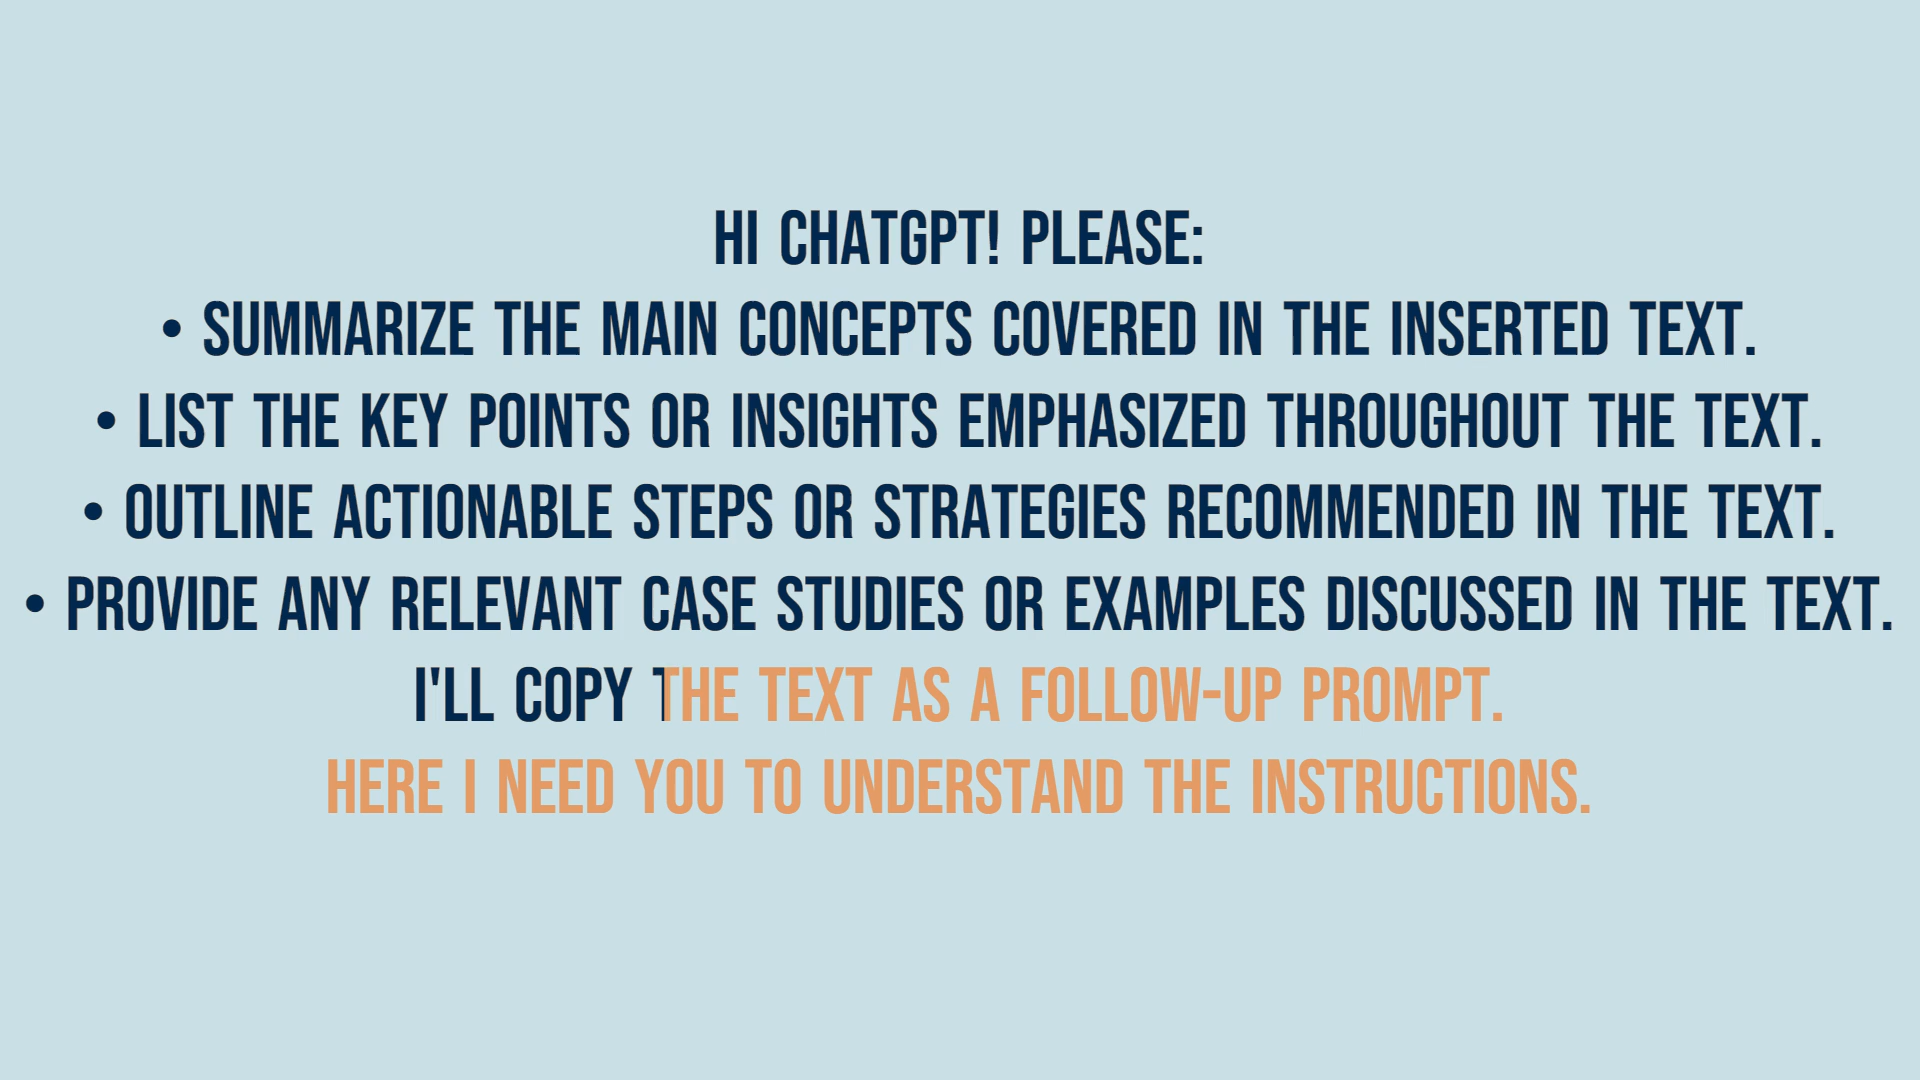 HI CHATGPT! PLEASE:
• SUMMARIZE THE MAIN CONCEPTS COVERED IN THE INSERTED TEXT.
• LIST THE KEY POINTS OR INSIGHTS EMPHASIZED THROUGHOUT THE TEXT.
• OUTLINE ACTIONABLE STEPS OR STRATEGIES RECOMMENDED IN THE TEXT.
• PROVIDE ANY RELEVANT CASE STUDIES OR EXAMPLES DISCUSSED IN THE TEXT.
I'LL COPY THE TEXT AS A FOLLOW-UP PROMPT.
HERE I NEED YOU TO UNDERSTAND THE INSTRUCTIONS.